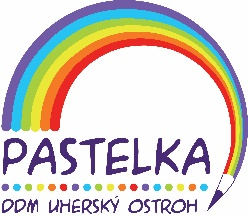 PASTELKA
DDM UHERSKÝ OSTROH